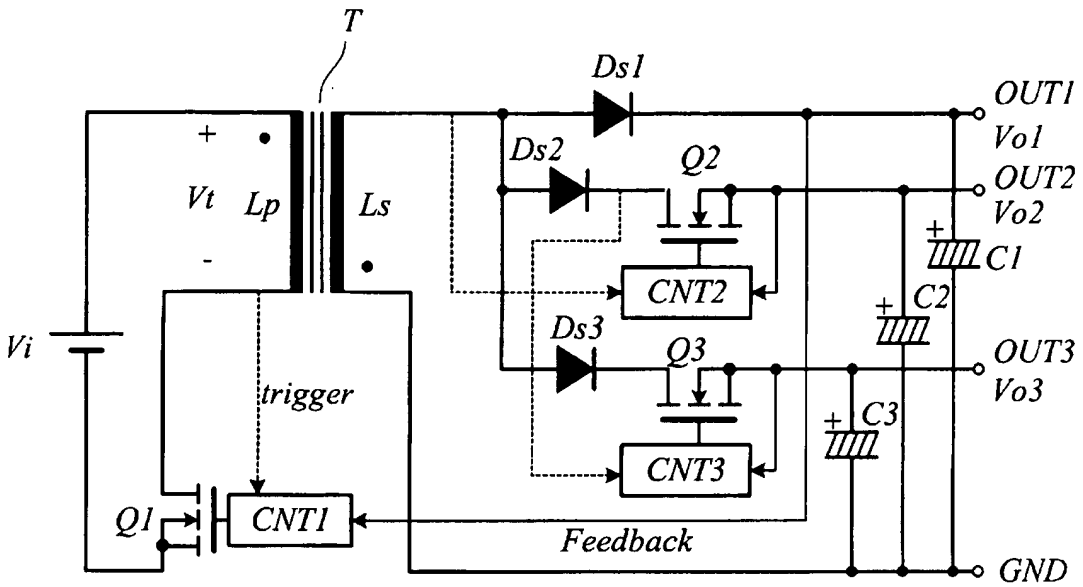 T
Ds1
OUT1
Vo1
+
Ds2
Q2
OUT2
Vo2
Vt
Lp
Ls
-
+
C1
CNT2
C2
+
Vi
Ds3
Q3
OUT3
Vo3
trigger
+
C3
CNT3
Q1
CNT1
Feedback
GND